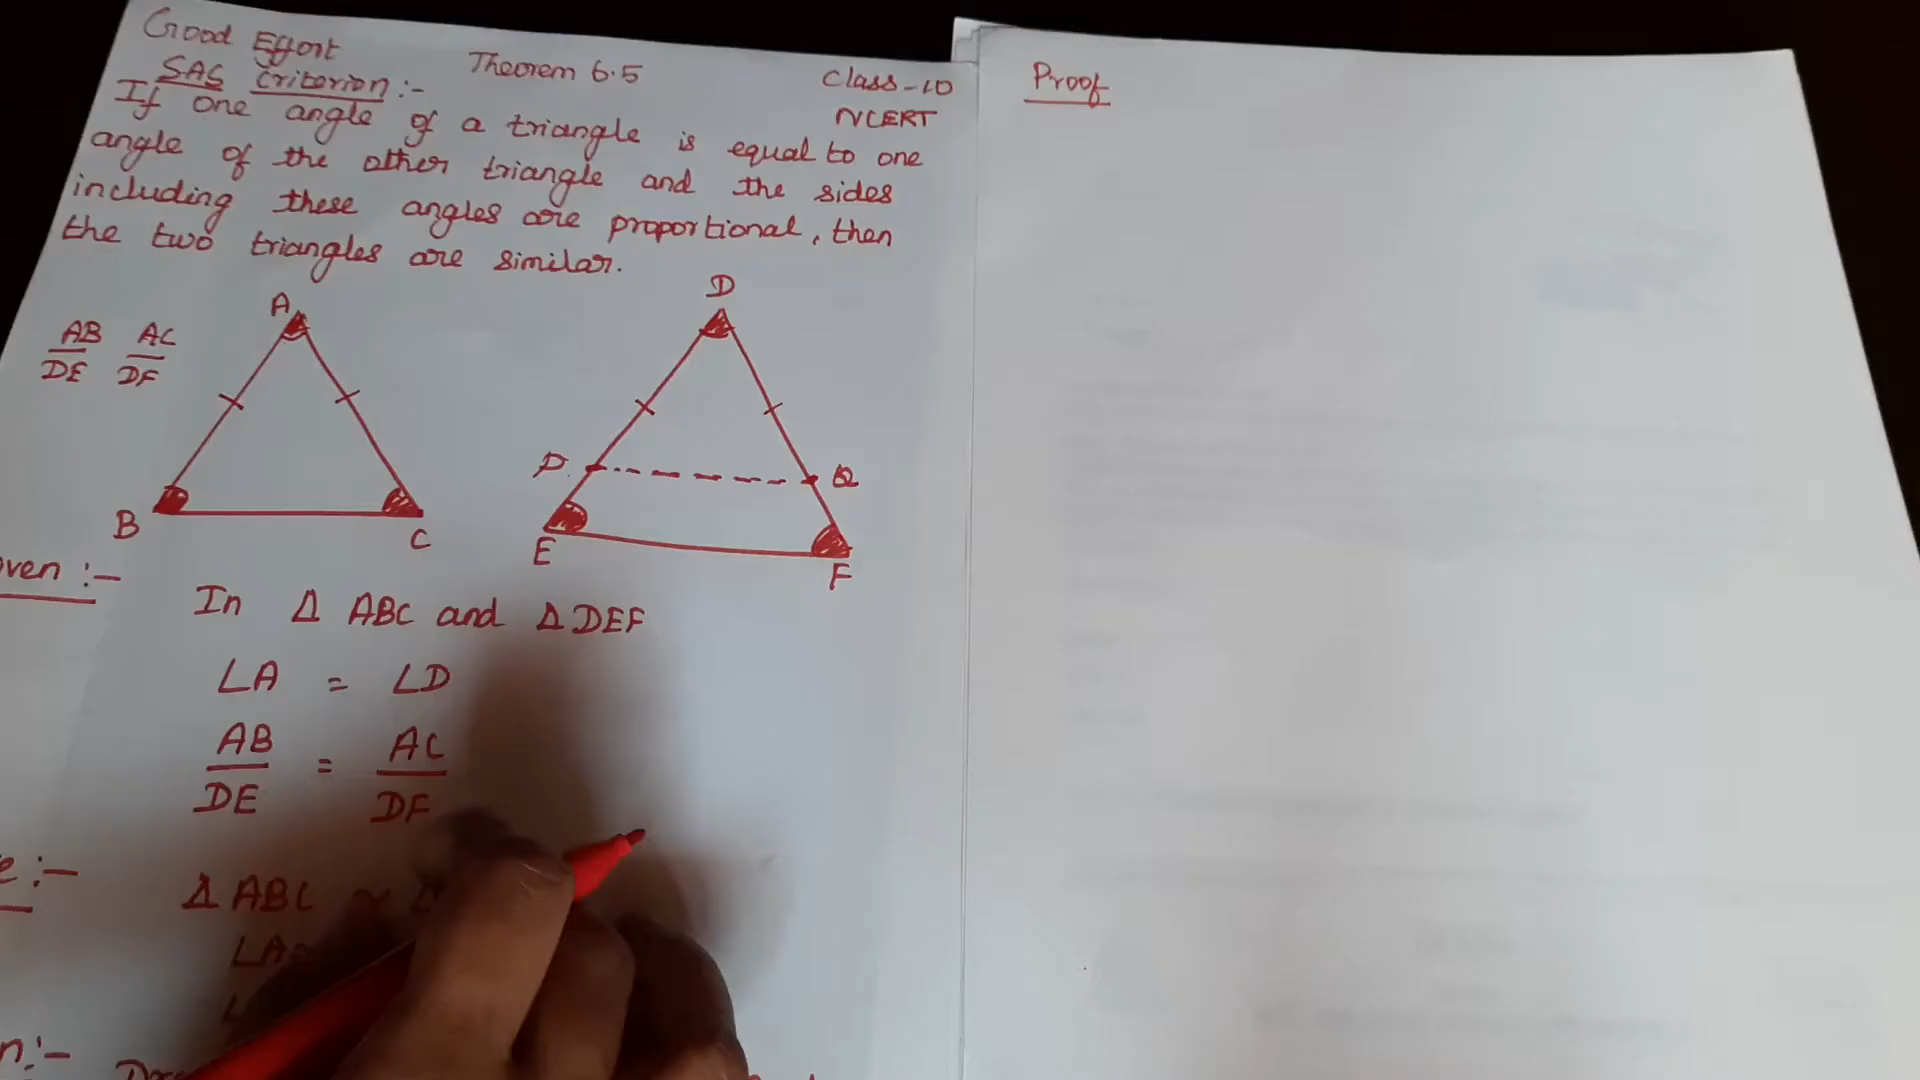 Good Effort
Theorem 6.5
Class-10
NCERT
SAS Criterion :-
If one angle of a triangle is equal to one
angle of the other triangle and the sides
including these angles are proportional, then
the two triangles are similar.
AB AC
DE DF
A
B
C
D
P
Q
E
F
ven :-
In Δ ABC and Δ DEF
∠A = ∠D
AB = AC
DE DF
e :-
Δ ABC ~
∠A=
n :-
Proof